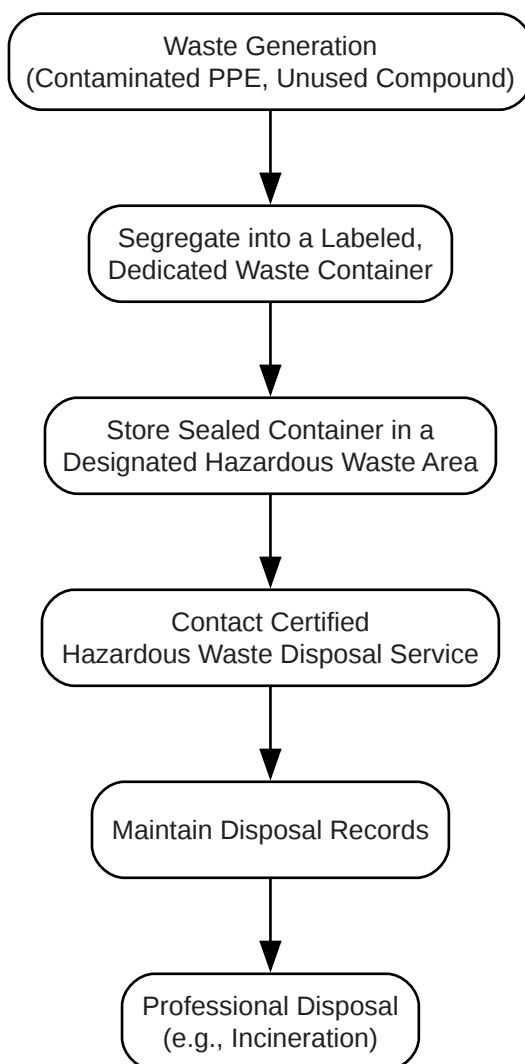 Waste Generation
(Contaminated PPE, Unused Compound)
Segregate into a Labeled,
Dedicated Waste Container
Store Sealed Container in a
Designated Hazardous Waste Area
Contact Certified
Hazardous Waste Disposal Service
Maintain Disposal Records
Professional Disposal
(e.g., Incineration)